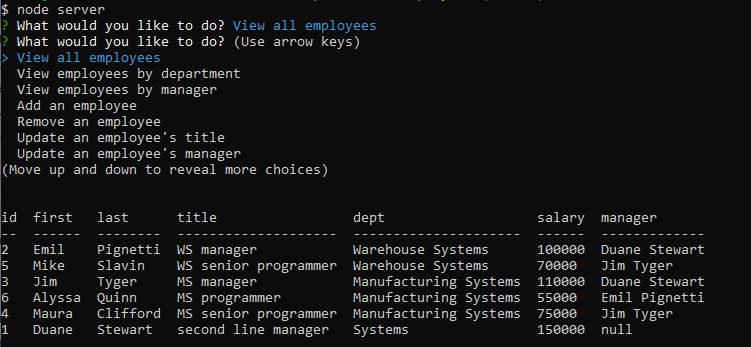 $ node server
? What would you like to do? View all employees
? What would you like to do? (Use arrow keys)
> View all employees
  View employees by department
  View employees by manager
  Add an employee
  Remove an employee
  Update an employee's title
  Update an employee's manager
(Move up and down to reveal more choices)
id  first   last      title                 dept                   salary  manager
--  ------  --------  --------------------  ---------------------  ------  -------------
2   Emil    Pignetti  WS manager            Warehouse Systems      100000  Duane Stewart
5   Mike    Slavin    WS senior programmer  Warehouse Systems      70000   Jim Tyger
3   Jim     Tyger     MS manager            Manufacturing Systems  110000  Duane Stewart
6   Alyssa  Quinn     MS programmer         Manufacturing Systems  55000   Emil Pignetti
4   Maura   Clifford  MS senior programmer  Manufacturing Systems  75000   Jim Tyger
1   Duane   Stewart   second line manager   Systems                150000  null